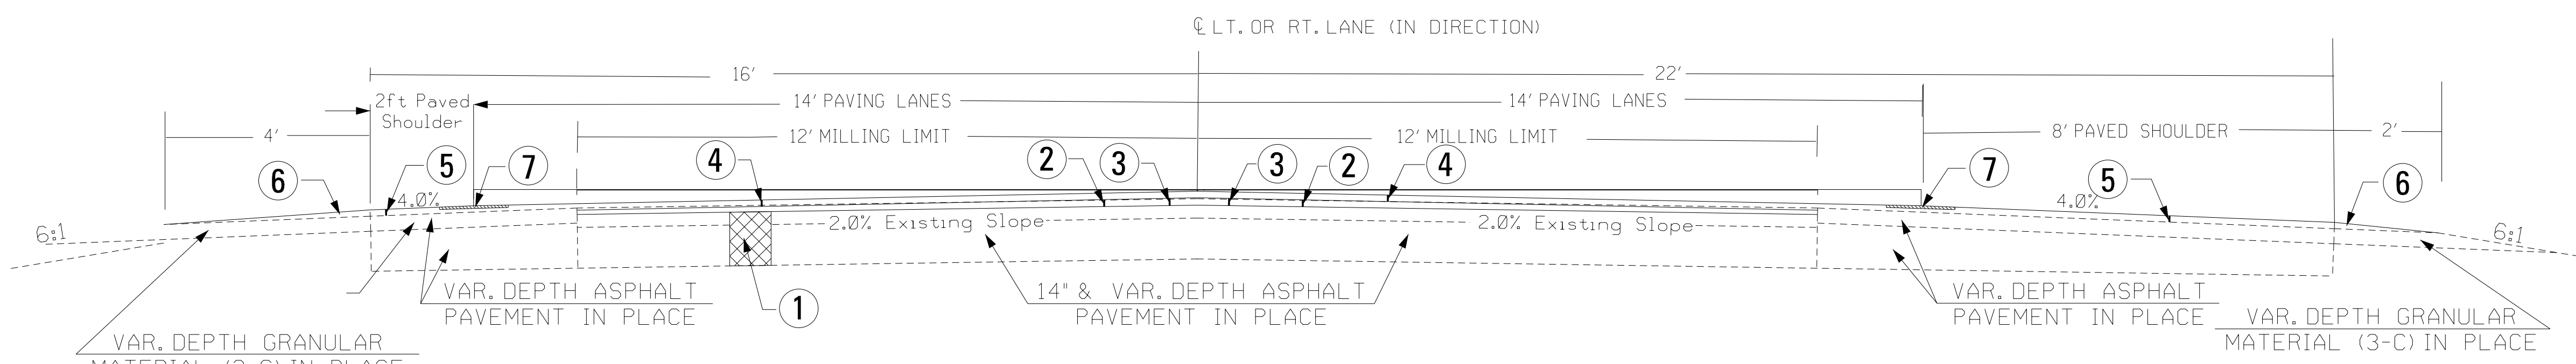 ℄ LT. OR RT. LANE (IN DIRECTION)
16'
22'
2ft Paved
Shoulder
14' PAVING LANES
14' PAVING LANES
4'
12' MILLING LIMIT
12' MILLING LIMIT
8' PAVED SHOULDER
2'
6
5
7
4
2
3
3
2
4
7
5
6
4.0%
4.0%
6:1
2.0% Existing Slope
2.0% Existing Slope
6:1
1
VAR. DEPTH ASPHALT
PAVEMENT IN PLACE
14" & VAR. DEPTH ASPHALT
PAVEMENT IN PLACE
VAR. DEPTH ASPHALT
PAVEMENT IN PLACE
VAR. DEPTH GRANULAR
MATERIAL (3-C) IN PLACE
VAR. DEPTH GRANULAR
MATERIAL (3-C) IN PLACE